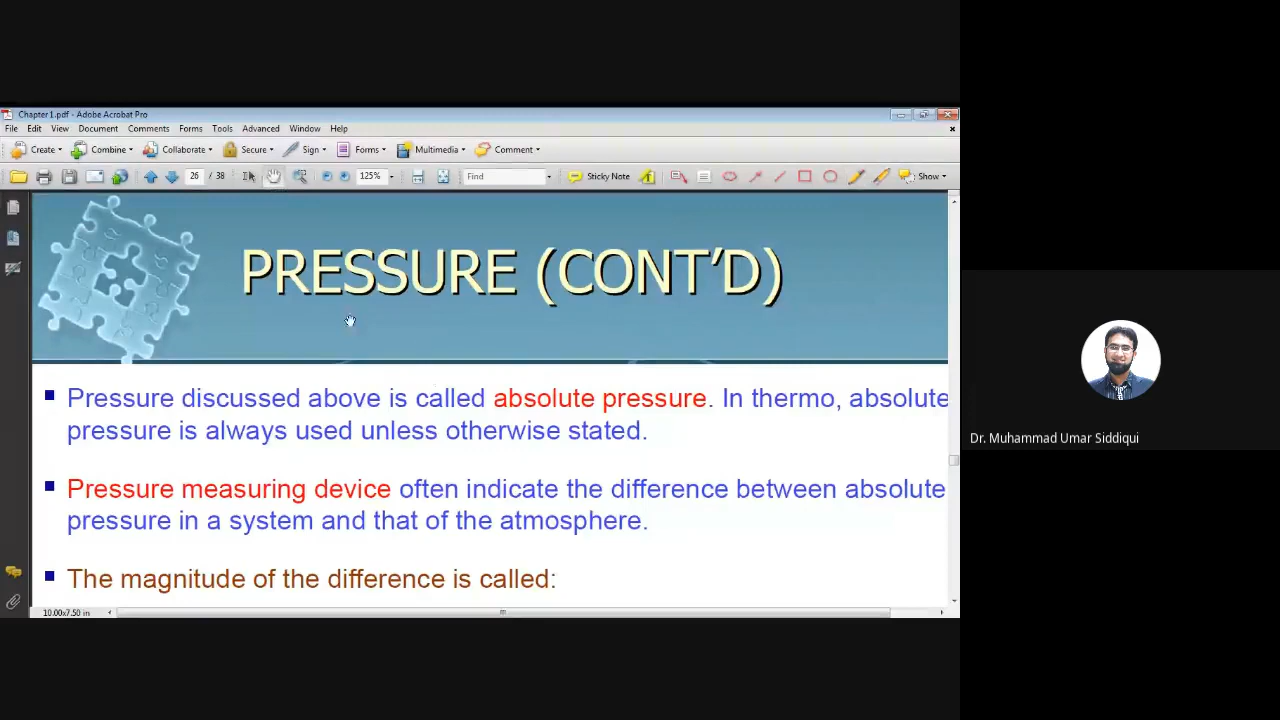 Chapter 1.pdf - Adobe Acrobat Pro
File Edit View Document Comments Forms Tools Advanced Window Help
Create Combine Collaborate Secure Sign Forms Multimedia Comment
26 / 38 125% Find Sticky Note Show
PRESSURE (CONT'D)
Pressure discussed above is called absolute pressure. In thermo, absolute
pressure is always used unless otherwise stated.
Pressure measuring device often indicate the difference between absolute
pressure in a system and that of the atmosphere.
The magnitude of the difference is called:
10.00x7.50 in
Dr. Muhammad Umar Siddiqui